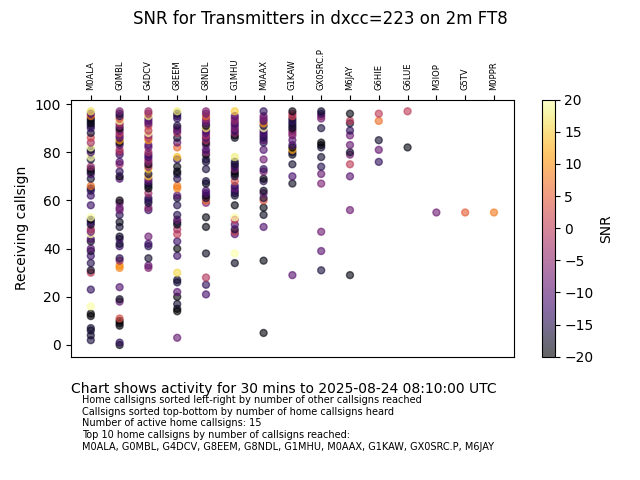 SNR for Transmitters in dxcc=223 on 2m FT8
M0ALA G0MBL G4DCV G8EEM G8NDL G1MHU M0AAX G1KAW GX0SRC.P M6JAY G6HIE G6LUE M3IOP G5TV M0PPR
Receiving callsign
100
80
60
40
20
0
20
15
10
5
0
−5
−10
−15
−20
SNR
Chart shows activity for 30 mins to 2025-08-24 08:10:00 UTC
Home callsigns sorted left-right by number of other callsigns reached
Callsigns sorted top-bottom by number of home callsigns heard
Number of active home callsigns: 15
Top 10 home callsigns by number of callsigns reached:
M0ALA, G0MBL, G4DCV, G8EEM, G8NDL, G1MHU, M0AAX, G1KAW, GX0SRC.P, M6JAY